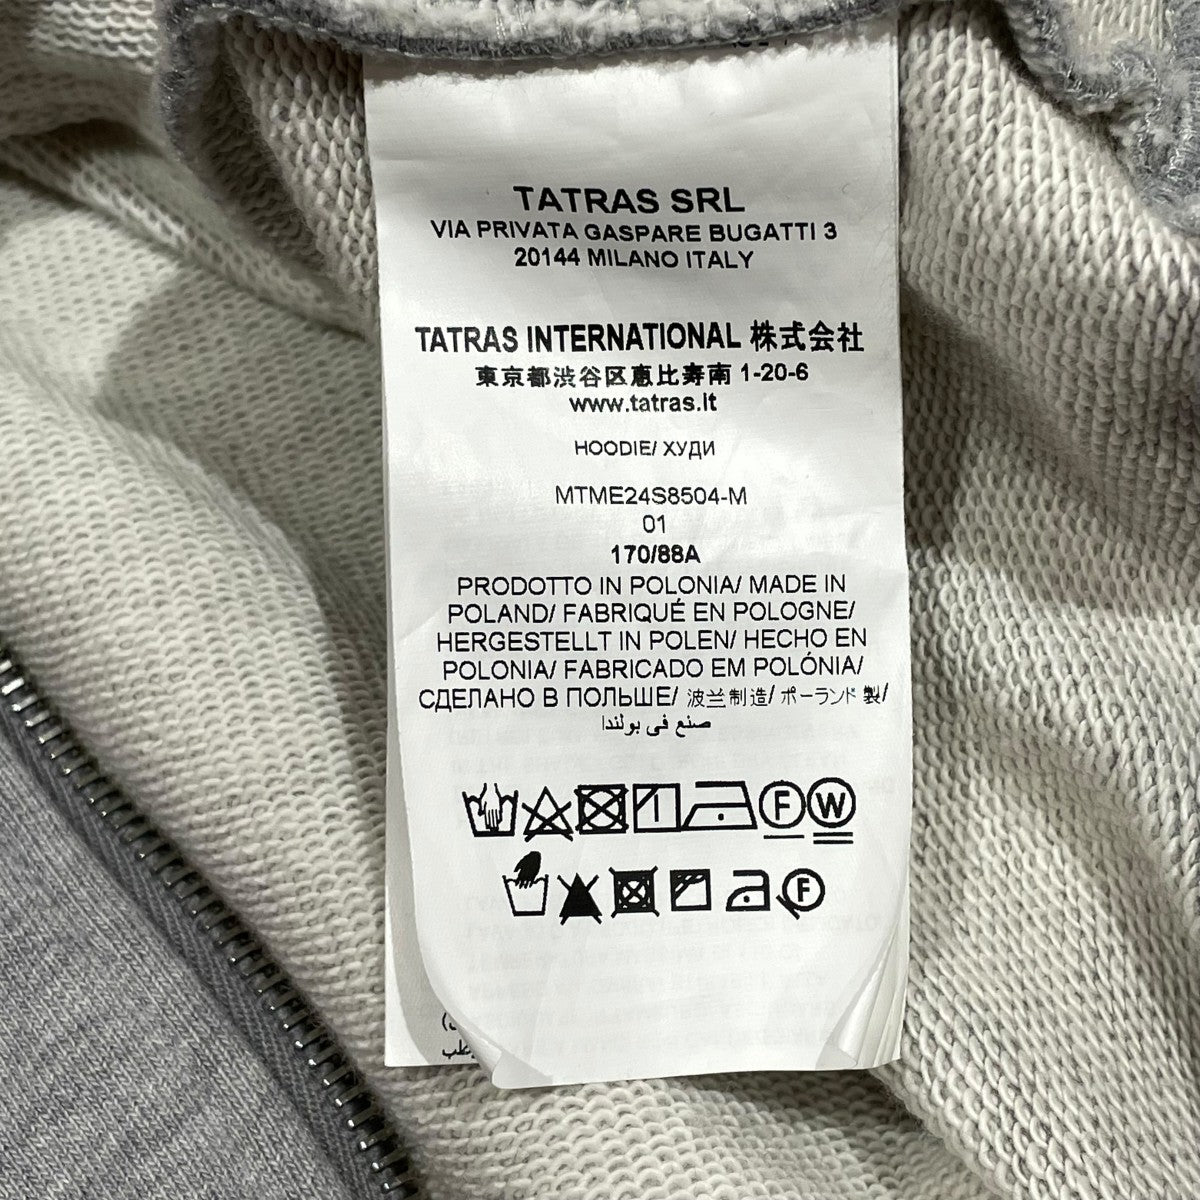 TATRAS SRL
VIA PRIVATA GASPARE BUGATTI 3
20144 MILANO ITALY
TATRAS INTERNATIONAL 株式会社
東京都渋谷区恵比寿南 1-20-6
www.tatras.lt
HOODIE/ ХУДИ
MTME24S8504-M
01
170/88A
PRODOTTO IN POLONIA/ MADE IN
POLAND/ FABRIQUÉ EN POLOGNE/
HERGESTELLT IN POLEN/ HECHO EN
POLONIA/ FABRICADO EM POLÓNIA/
СДЕЛАНО В ПОЛЬШЕ/ 波兰制造/ ポーランド製/
صنع في بولندا
F W
F